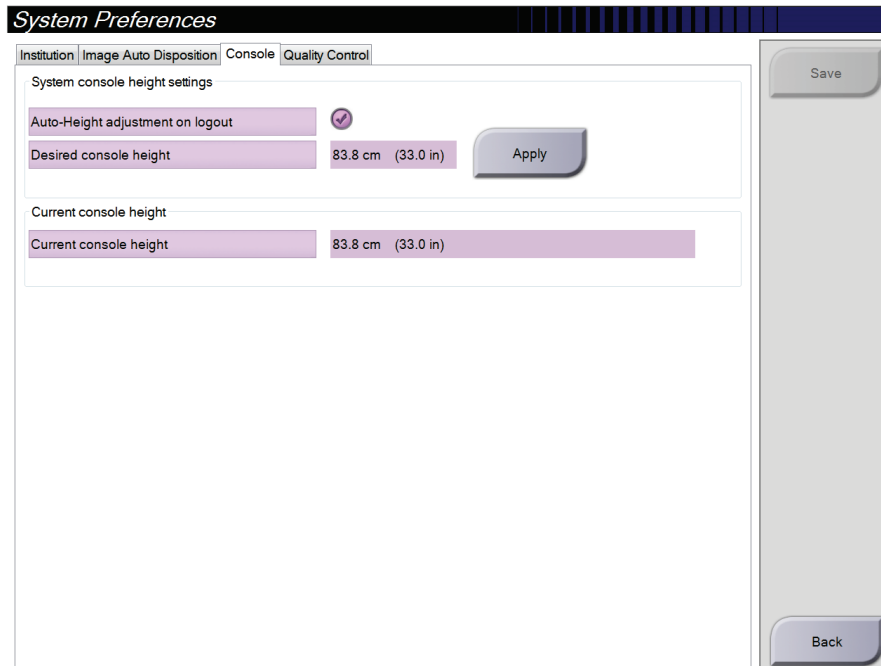 System Preferences
Institution Image Auto Disposition Console Quality Control
Save
System console height settings
Auto-Height adjustment on logout
Desired console height 83.8 cm (33.0 in) Apply
Current console height
Current console height 83.8 cm (33.0 in)
Back